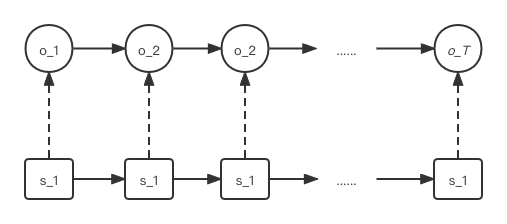 o_1 o_2 o_2 ...... o_T
s_1 s_1 s_1 ...... s_1